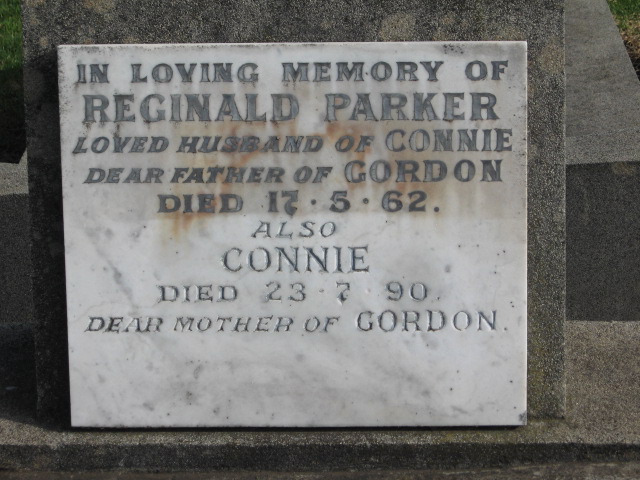 IN LOVING MEMORY OF
REGINALD PARKER
LOVED HUSBAND OF CONNIE
DEAR FATHER OF GORDON
DIED 17·5·62.
ALSO
CONNIE
DIED 23·7·90.
DEAR MOTHER OF GORDON.